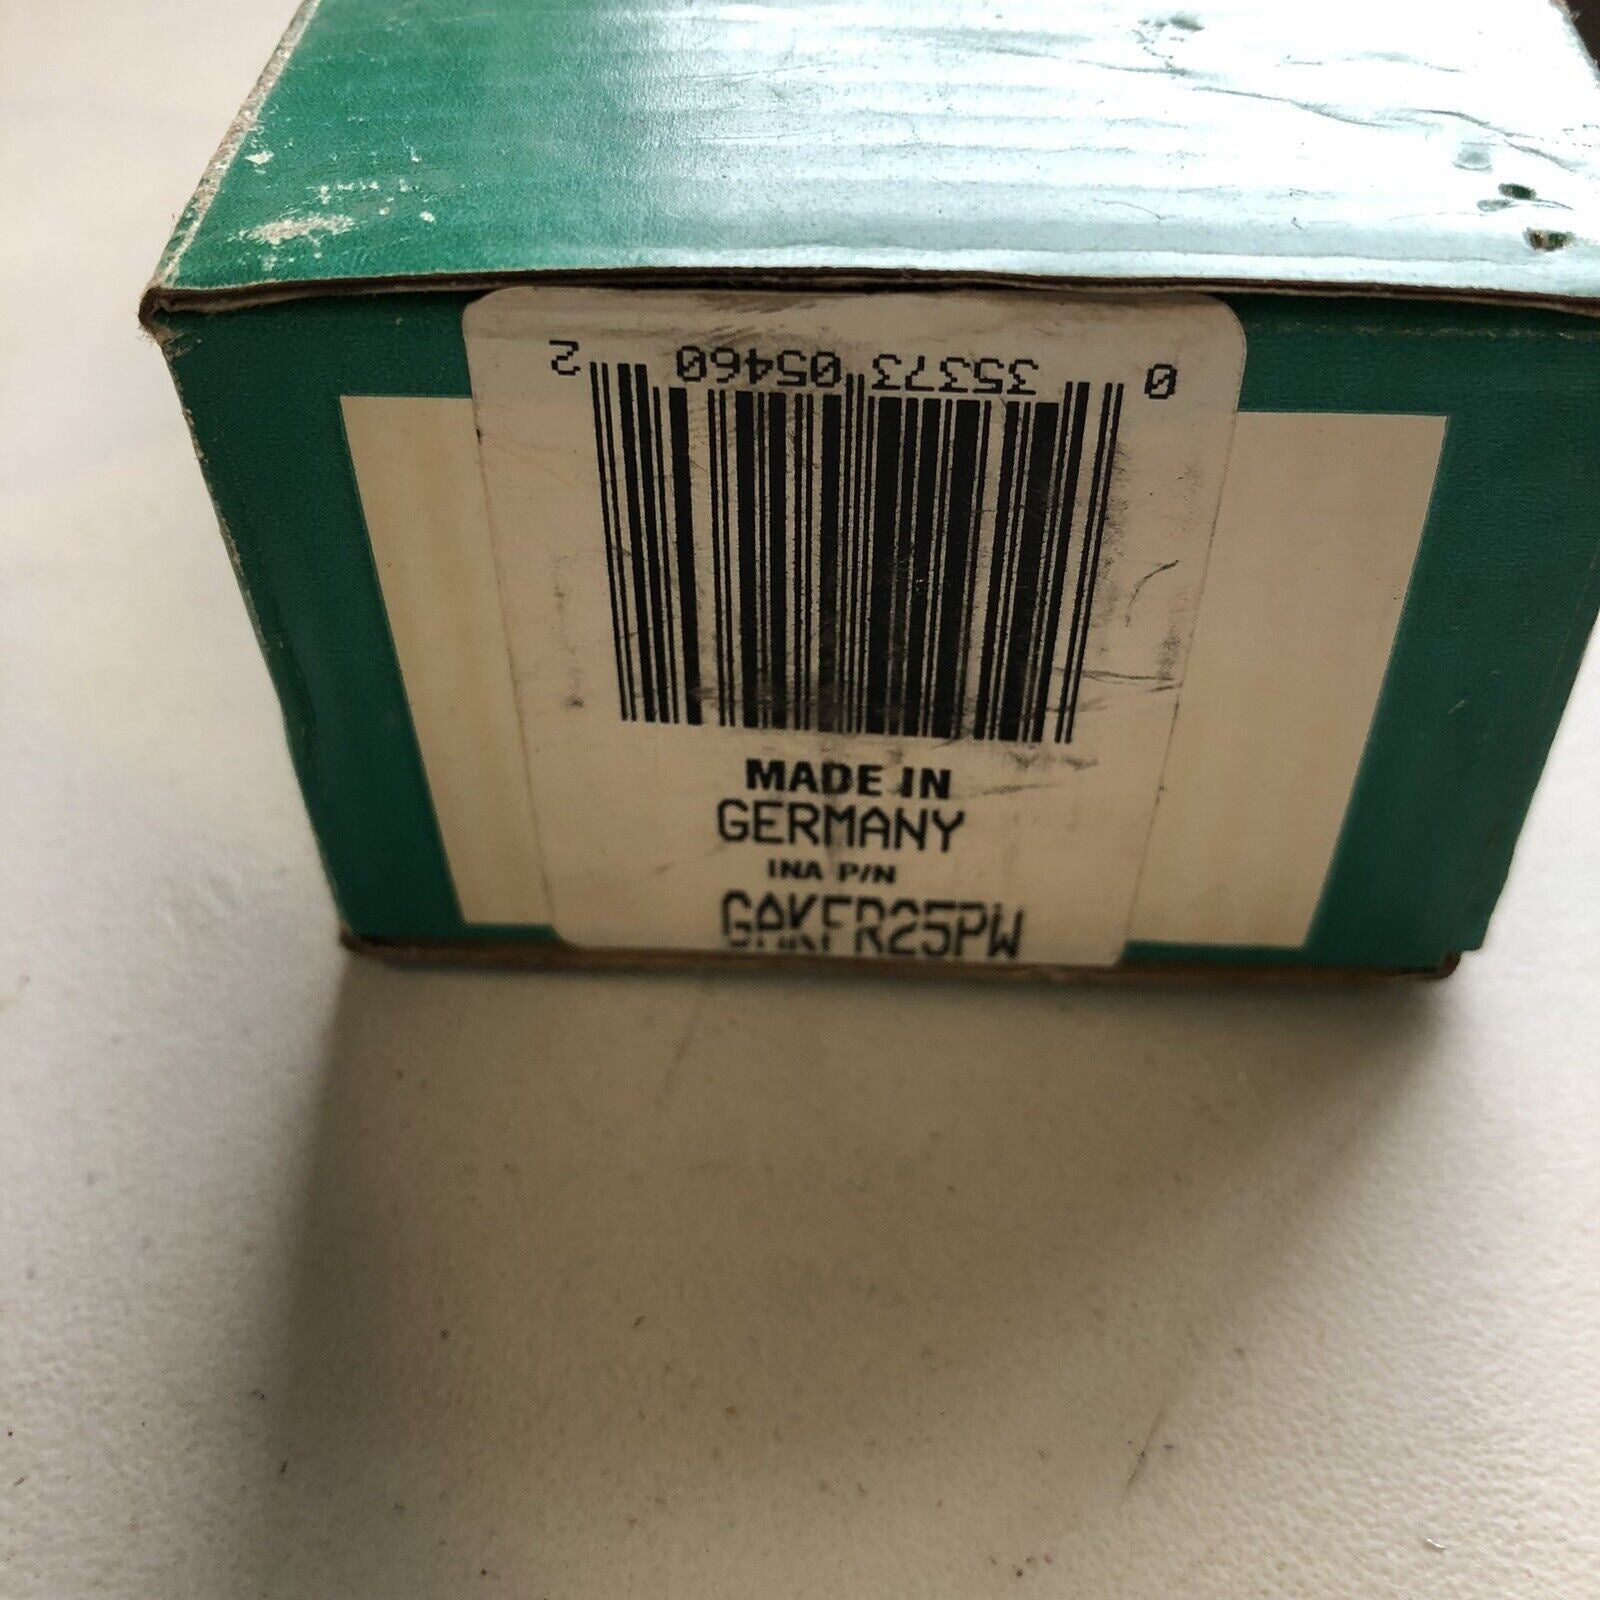 0 35373 05460 2
MADE IN
GERMANY
INA P/N
GAKFR25PW